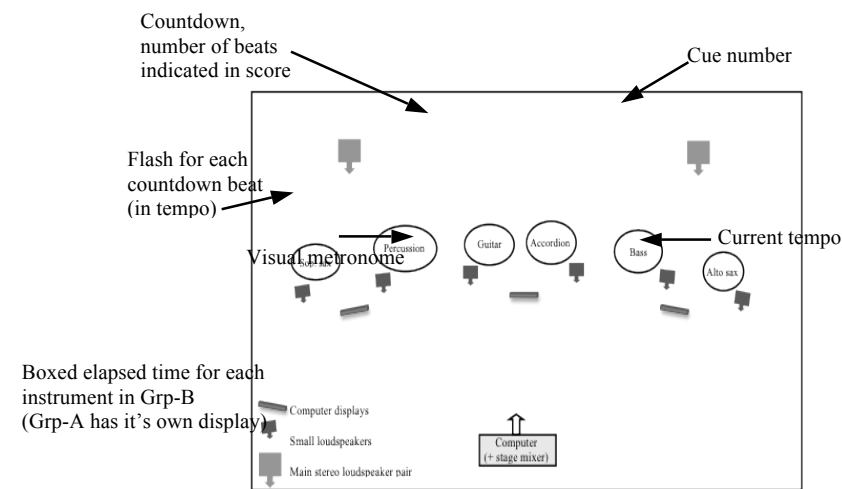 Countdown,
number of beats
indicated in score
Cue number
Flash for each
countdown beat
(in tempo)
Visual metronome
Current tempo
Sop. sax
Percussion
Guitar
Accordion
Bass
Alto sax
Boxed elapsed time for each
instrument in Grp-B
(Grp-A has it's own display)
Computer displays
Small loudspeakers
Main stereo loudspeaker pair
Computer
(+ stage mixer)